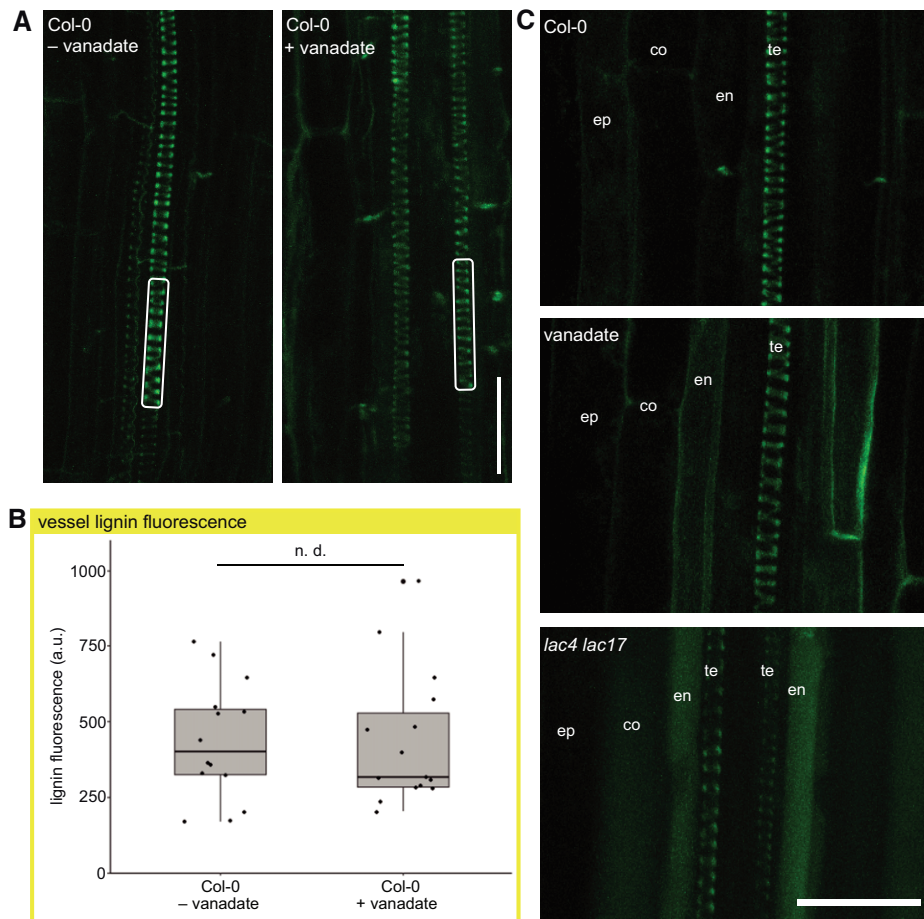 A
Col-0
– vanadate
Col-0
+ vanadate
B
vessel lignin fluorescence
n. d.
lignin fluorescence (a.u.)
1000
750
500
250
0
Col-0
– vanadate
Col-0
+ vanadate
C
Col-0
co
te
en
ep
vanadate
te
en
co
ep
lac4 lac17
te
te
en
en
co
ep